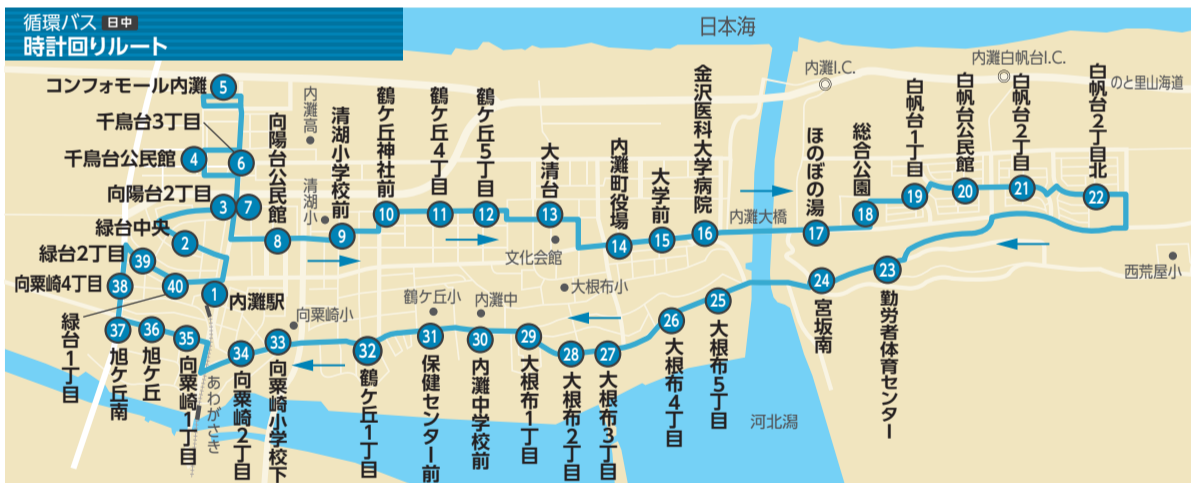 循環バス 日中
時計回りルート
日本海
コンフォモール内灘
5
千鳥台3丁目
千鳥台公民館
4
6
向陽台2丁目
3
7
緑台中央
2
緑台2丁目
39
向粟崎4丁目
38
40
1
内灘駅
緑台1丁目
37
旭ケ丘南
36
旭ケ丘
35
向粟崎1丁目
あわがさき
34
向粟崎2丁目
33
向粟崎小学校下
向粟崎小
向陽台公民館
8
内灘高
清湖小
清湖小学校前
9
鶴ケ丘神社前
10
鶴ケ丘4丁目
11
鶴ケ丘5丁目
12
大清台
13
文化会館
内灘町役場
14
大学前
15
金沢医科大学病院
16
内灘大橋
内灘I.C.
ほのぼの湯
17
総合公園
18
白帆台1丁目
19
白帆台公民館
20
内灘白帆台I.C.
白帆台2丁目
21
白帆台2丁目北
22
のと里山海道
西荒屋小
23
勤労者体育センター
24
宮坂南
河北潟
25
大根布5丁目
26
大根布4丁目
大根布小
27
大根布3丁目
28
大根布2丁目
29
大根布1丁目
内灘中
30
内灘中学校前
鶴ケ丘小
31
保健センター前
32
鶴ケ丘1丁目